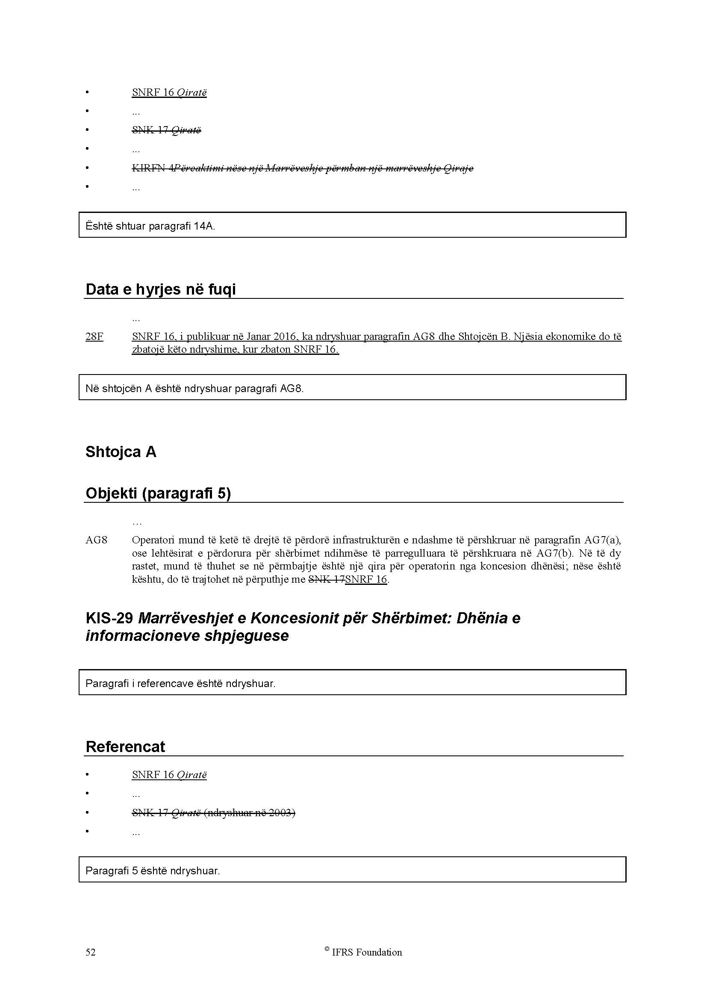 • SNRF 16 Qiratë
• ...
• SNK 17 Qiratë
• ...
• KIRFN 4Përcaktimi nëse një Marrëveshje përmban një marrëveshje Qiraje
• ...
Është shtuar paragrafi 14A.
Data e hyrjes në fuqi
...
28F SNRF 16, i publikuar në Janar 2016, ka ndryshuar paragrafin AG8 dhe Shtojcën B. Njësia ekonomike do të
zbatojë këto ndryshime, kur zbaton SNRF 16.
Në shtojcën A është ndryshuar paragrafi AG8.
Shtojca A
Objekti (paragrafi 5)
…
AG8 Operatori mund të ketë të drejtë të përdorë infrastrukturën e ndashme të përshkruar në paragrafin AG7(a),
ose lehtësirat e përdorura për shërbimet ndihmëse të parregulluara të përshkruara në AG7(b). Në të dy
rastet, mund të thuhet se në përmbajtje është një qira për operatorin nga koncesion dhënësi; nëse është
kështu, do të trajtohet në përputhje me SNK 17SNRF 16.
KIS-29 Marrëveshjet e Koncesionit për Shërbimet: Dhënia e
informacioneve shpjeguese
Paragrafi i referencave është ndryshuar.
Referencat
• SNRF 16 Qiratë
• ...
• SNK 17 Qiratë (ndryshuar në 2003)
• ...
Paragrafi 5 është ndryshuar.
52 © IFRS Foundation